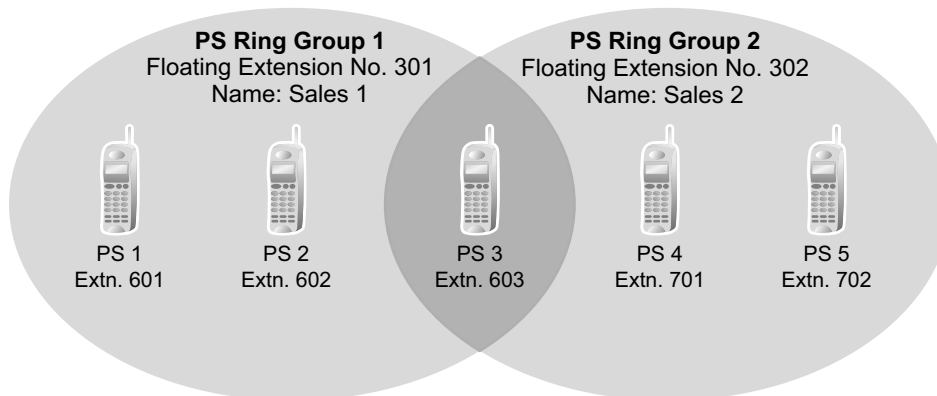 PS Ring Group 1
Floating Extension No. 301
Name: Sales 1
PS Ring Group 2
Floating Extension No. 302
Name: Sales 2
PS 1
Extn. 601
PS 2
Extn. 602
PS 3
Extn. 603
PS 4
Extn. 701
PS 5
Extn. 702